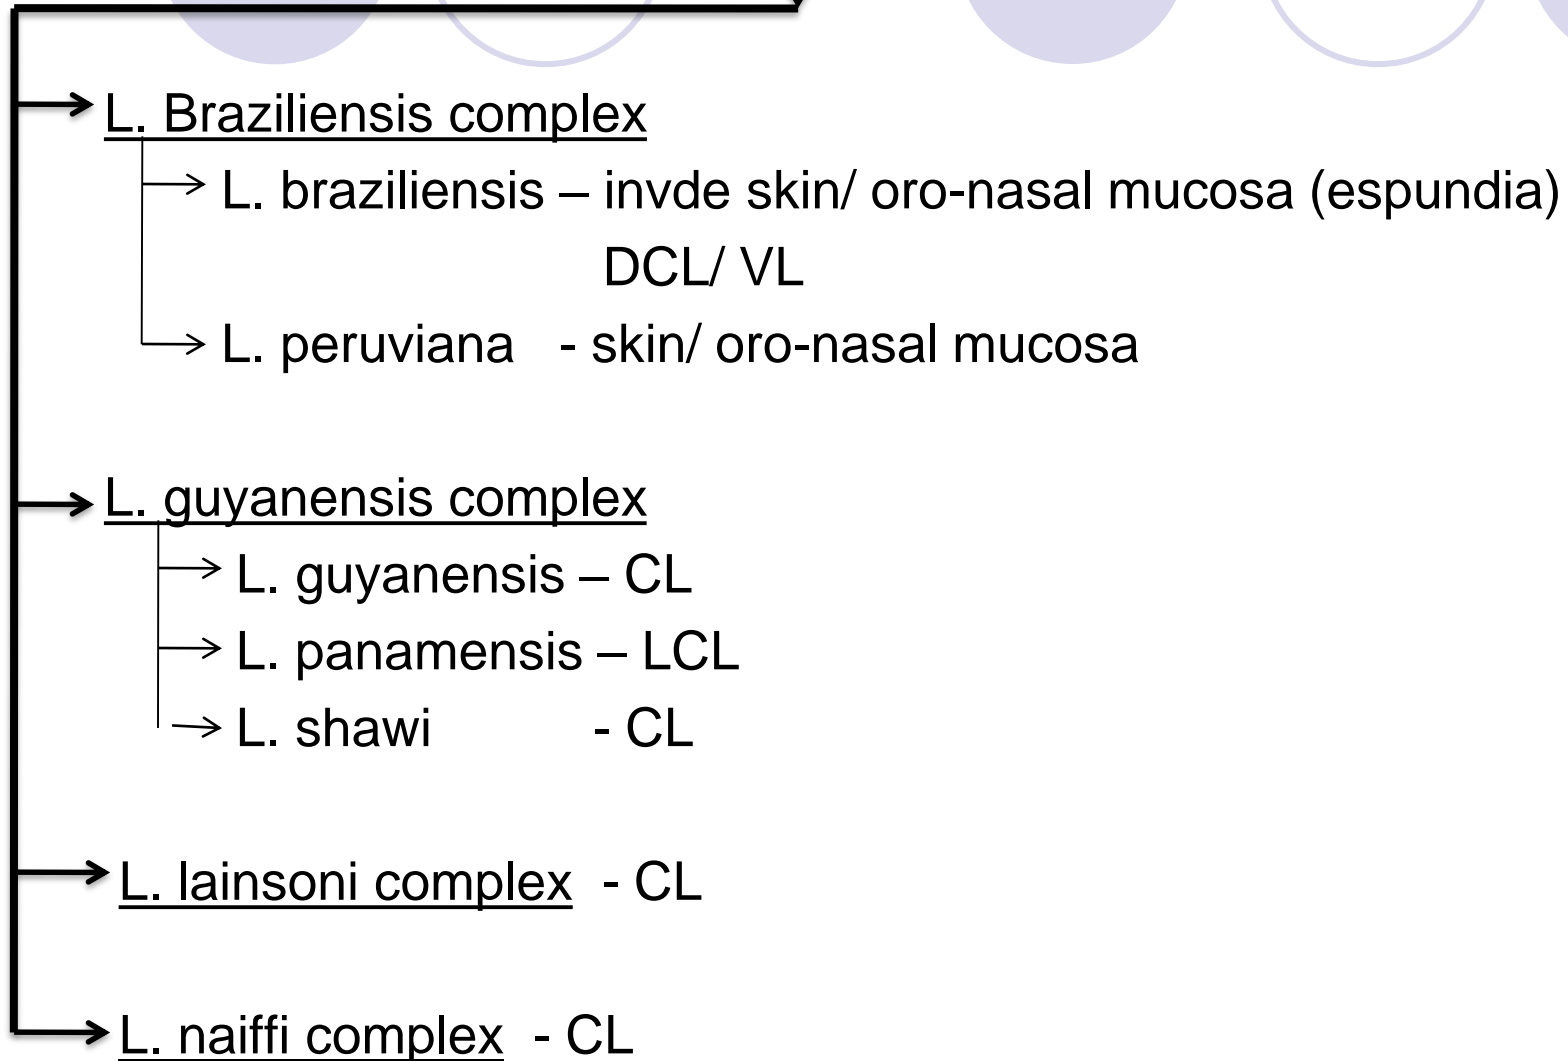 L. Braziliensis complex
L. braziliensis – invde skin/ oro-nasal mucosa (espundia)
DCL/ VL
L. peruviana - skin/ oro-nasal mucosa
L. guyanensis complex
L. guyanensis – CL
L. panamensis – LCL
L. shawi - CL
L. lainsoni complex - CL
L. naiffi complex - CL